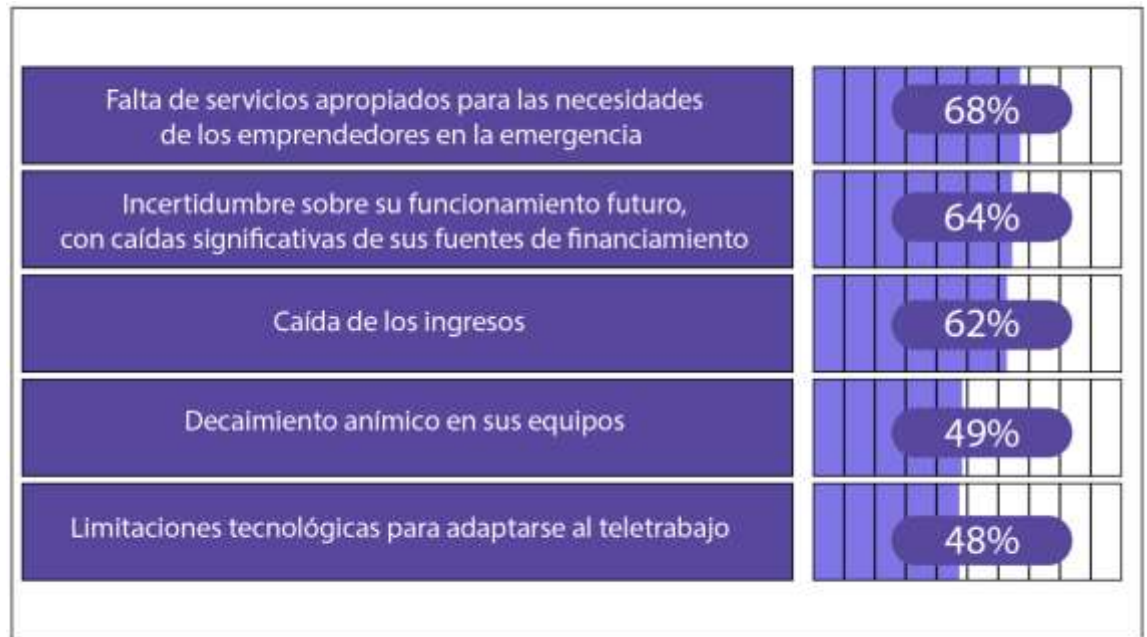 Falta de servicios apropiados para las necesidades
de los emprendedores en la emergencia
68%
Incertidumbre sobre su funcionamiento futuro,
con caídas significativas de sus fuentes de financiamiento
64%
Caída de los ingresos
62%
Decaimiento anímico en sus equipos
49%
Limitaciones tecnológicas para adaptarse al teletrabajo
48%